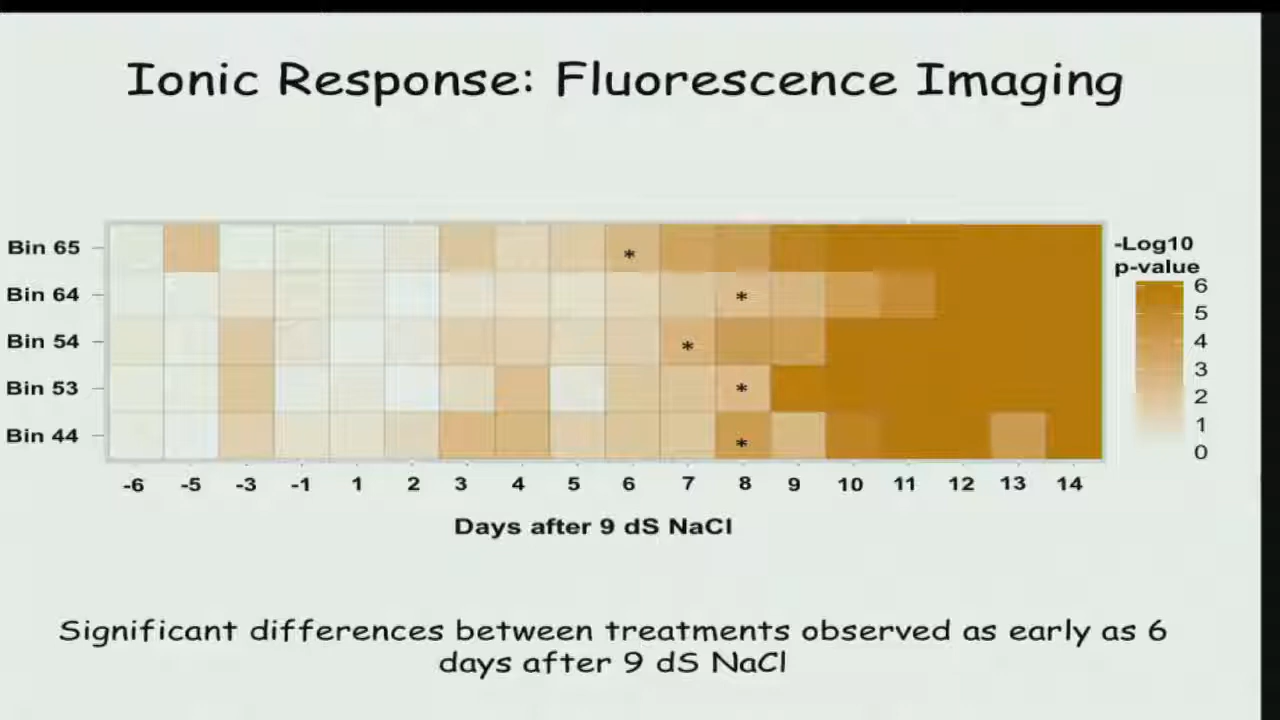 Ionic Response: Fluorescence Imaging
-Log10
p-value
Bin 65
Bin 64
Bin 54
Bin 53
Bin 44
*
*
*
*
*
6
5
4
3
2
1
0
-6 -5 -3 -1 1 2 3 4 5 6 7 8 9 10 11 12 13 14
Days after 9 dS NaCl
Significant differences between treatments observed as early as 6
days after 9 dS NaCl